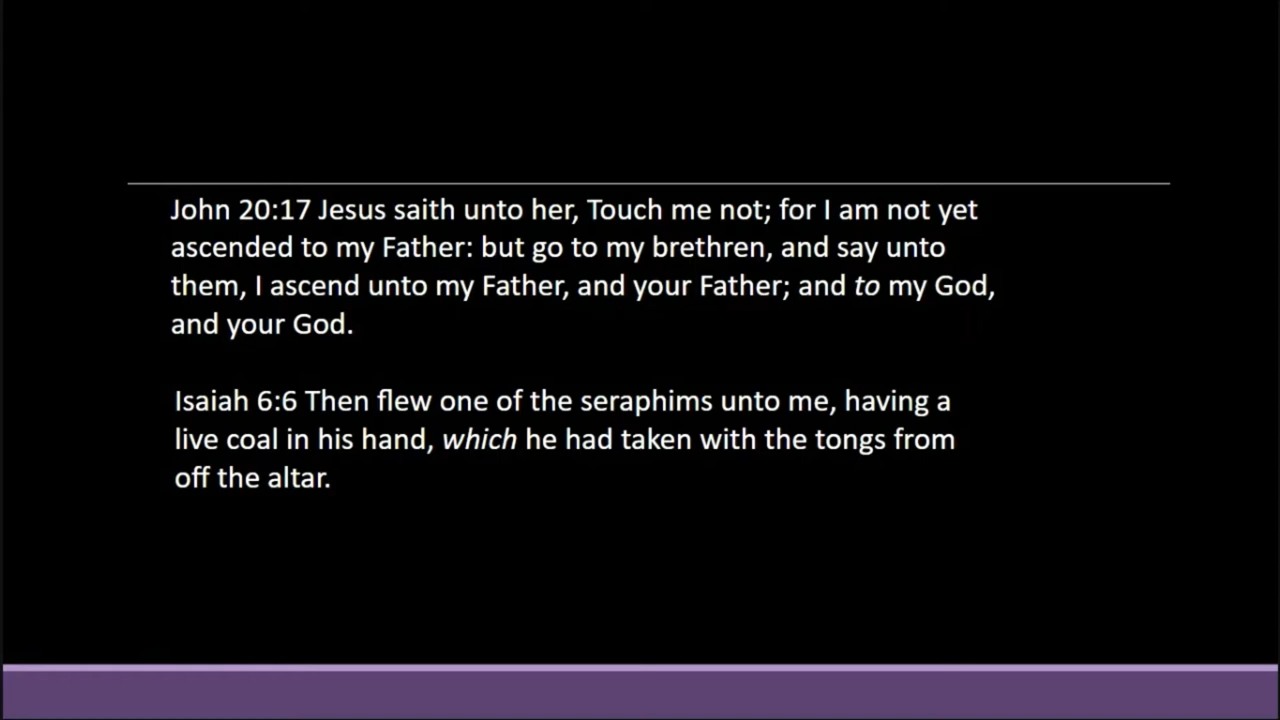 John 20:17 Jesus saith unto her, Touch me not; for I am not yet
ascended to my Father: but go to my brethren, and say unto
them, I ascend unto my Father, and your Father; and to my God,
and your God.
Isaiah 6:6 Then flew one of the seraphims unto me, having a
live coal in his hand, which he had taken with the tongs from
off the altar.